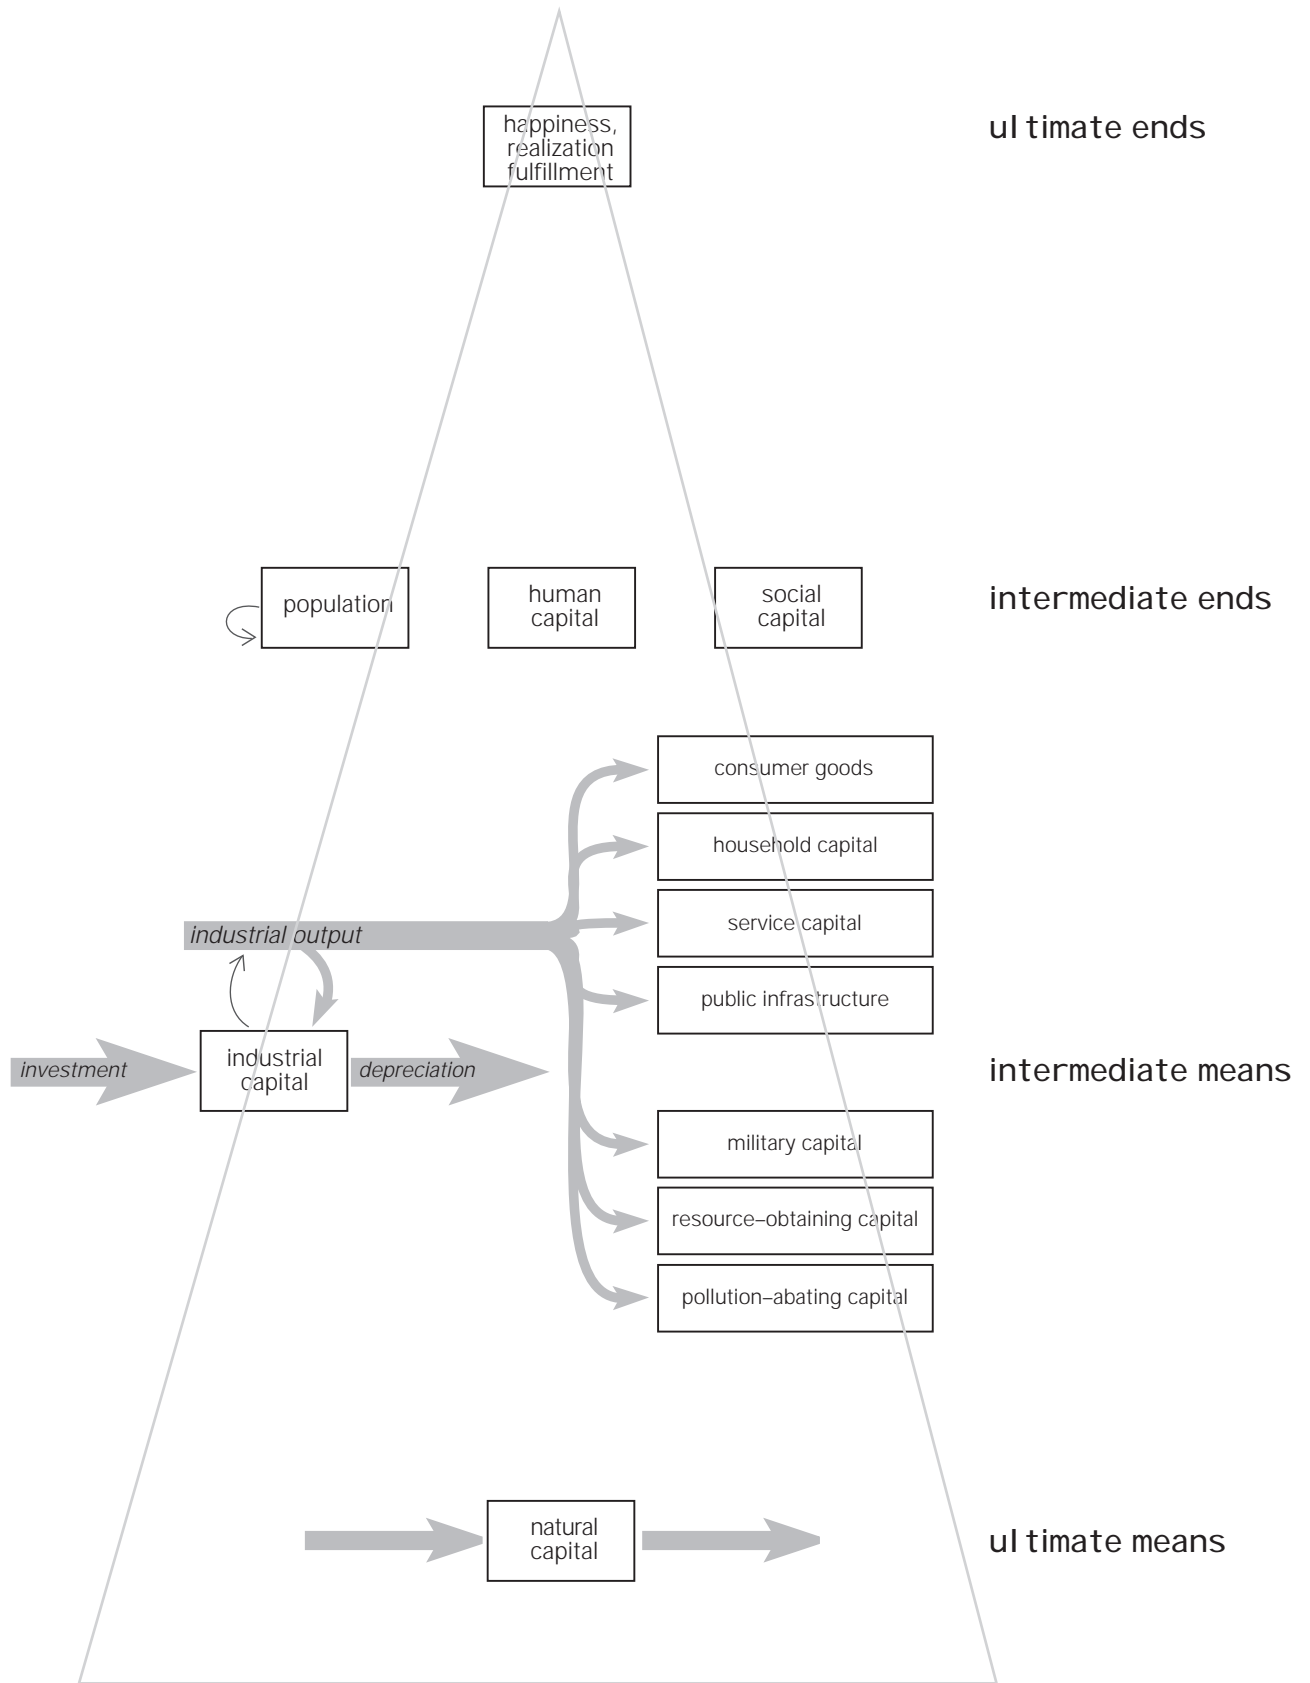 happiness,
realization
fulfillment
ultimate ends
population
human
capital
social
capital
intermediate ends
consumer goods
household capital
service capital
industrial output
public infrastructure
investment
industrial
capital
depreciation
intermediate means
military capital
resource–obtaining capital
pollution–abating capital
natural
capital
ultimate means